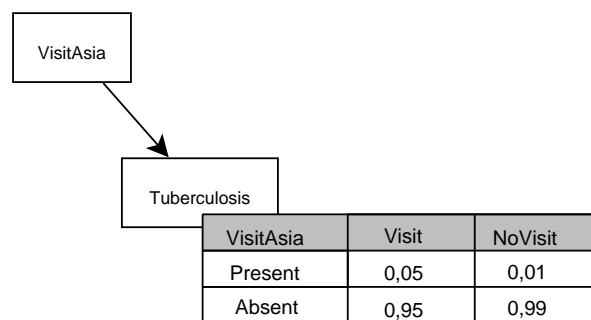 VisitAsia
Tuberculosis
VisitAsia Visit NoVisit
Present 0,05 0,01
Absent 0,95 0,99